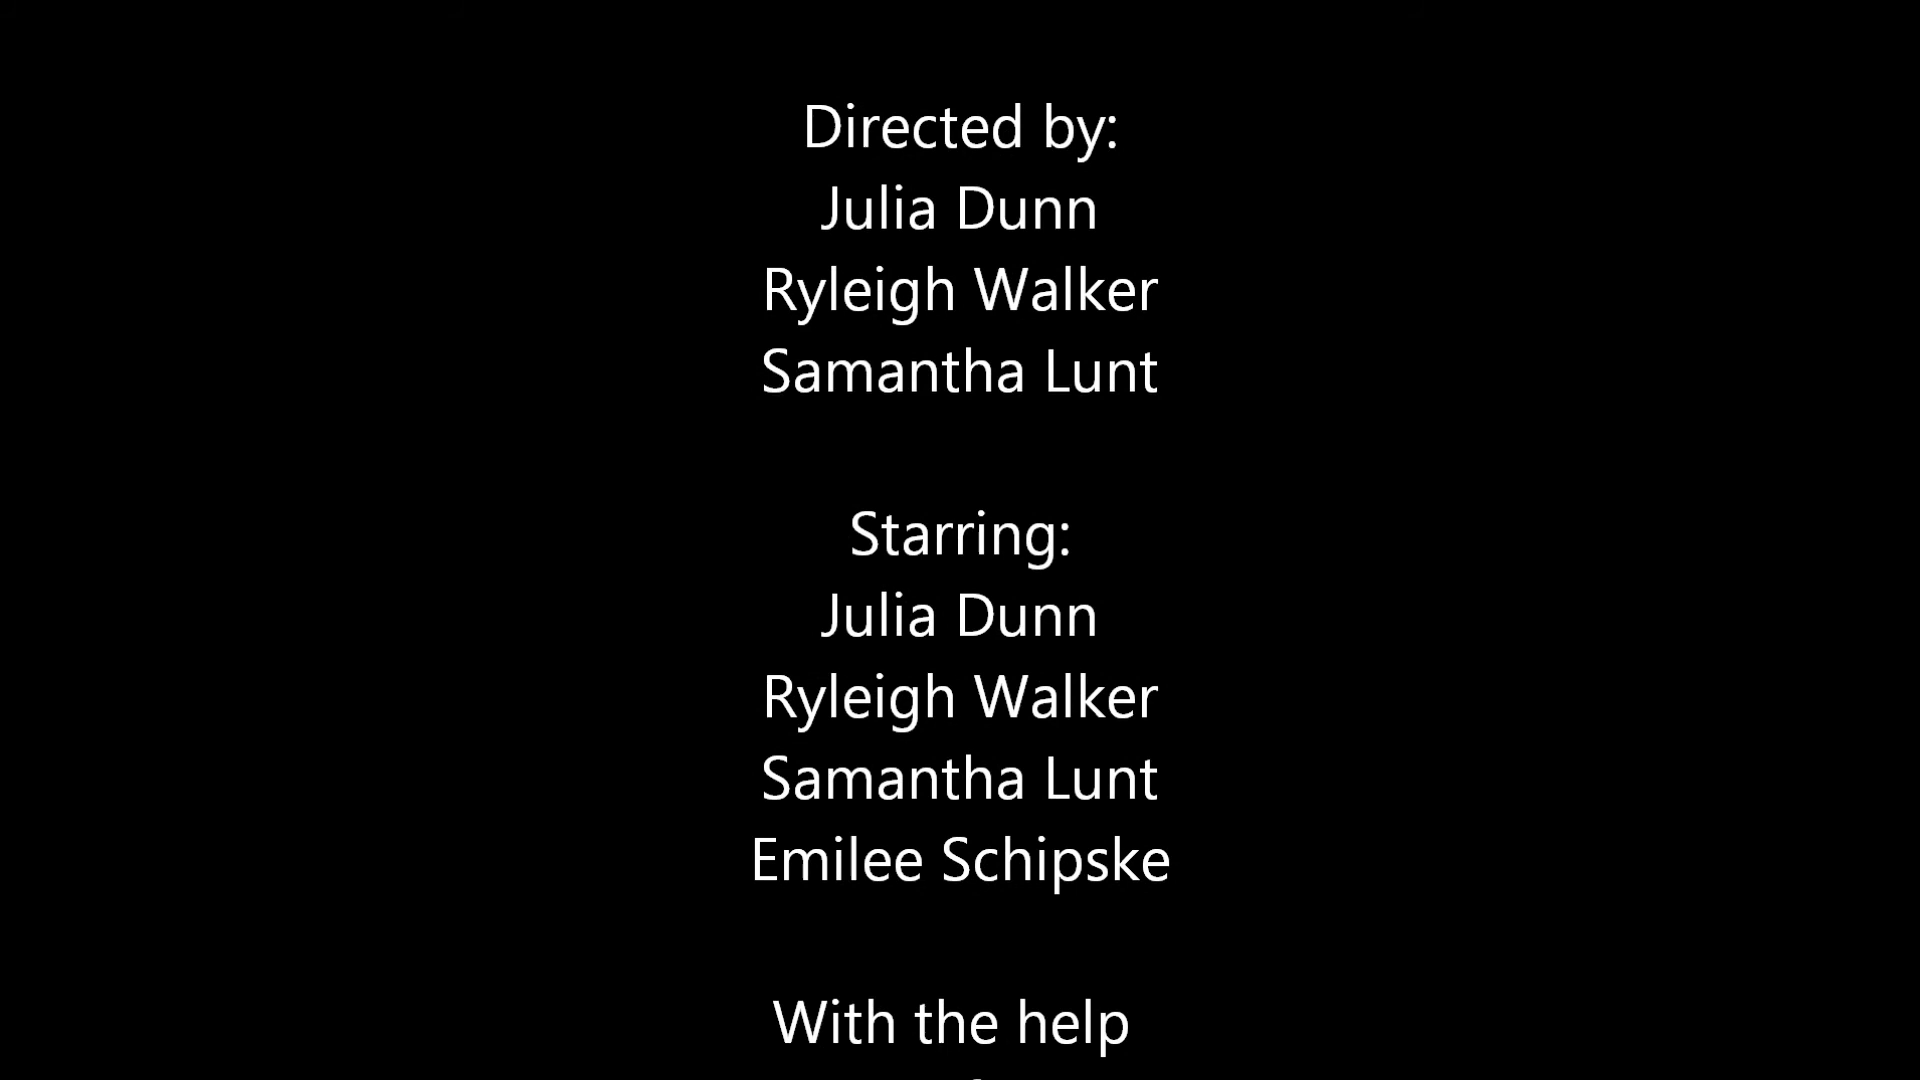 Directed by:
Julia Dunn
Ryleigh Walker
Samantha Lunt
Starring:
Julia Dunn
Ryleigh Walker
Samantha Lunt
Emilee Schipske
With the help